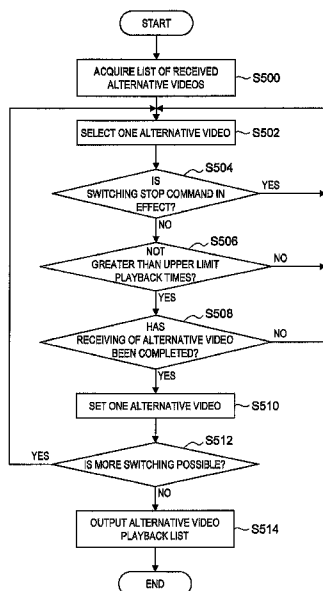 START
ACQUIRE LIST OF RECEIVED
ALTERNATIVE VIDEOS
S500
SELECT ONE ALTERNATIVE VIDEO
S502
S504
IS
SWITCHING STOP COMMAND IN
EFFECT?
YES
NO
S506
NOT
GREATER THAN UPPER LIMIT
PLAYBACK TIMES?
NO
YES
S508
HAS
RECEIVING OF ALTERNATIVE VIDEO
BEEN COMPLETED?
NO
YES
SET ONE ALTERNATIVE VIDEO
S510
S512
YES
IS MORE SWITCHING POSSIBLE?
NO
OUTPUT ALTERNATIVE VIDEO
PLAYBACK LIST
S514
END